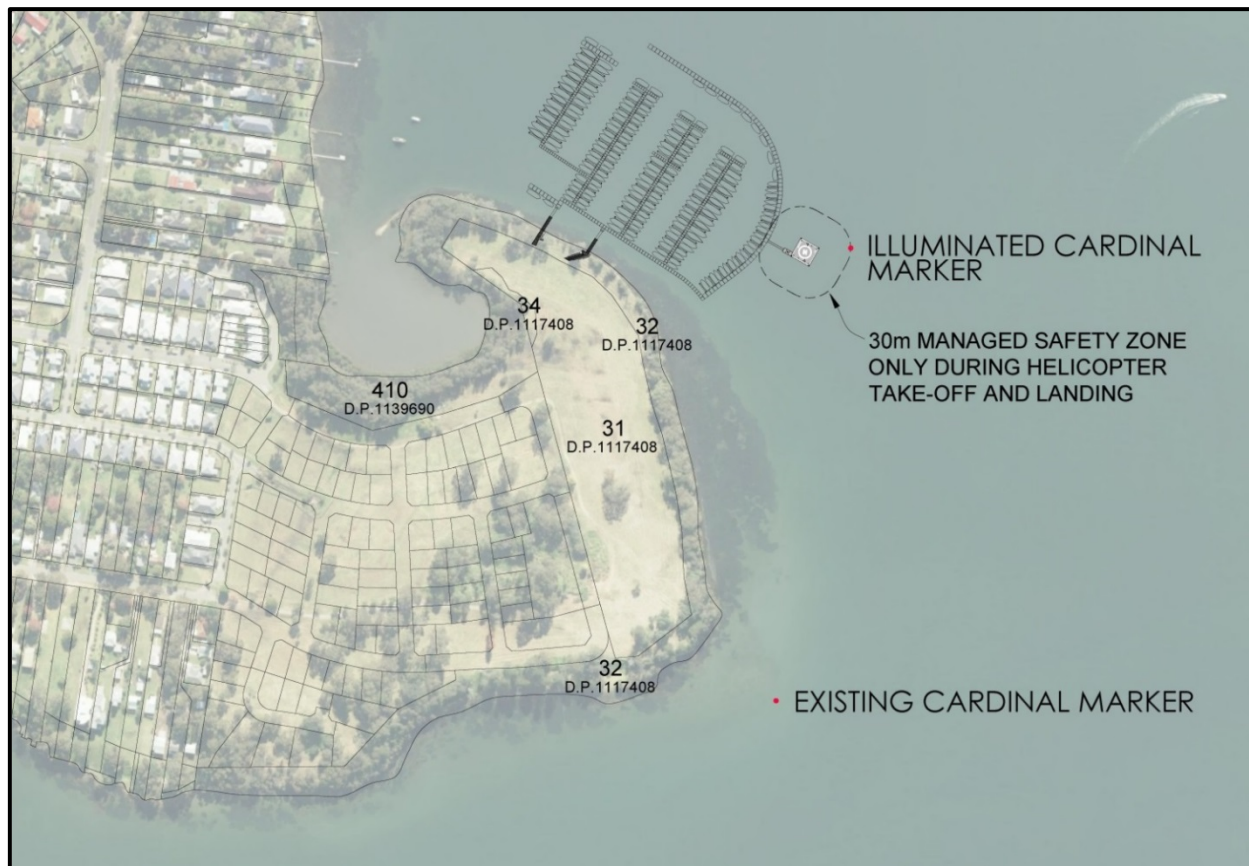 ILLUMINATED CARDINAL
MARKER
34
D.P.1117408
32
D.P.1117408
30m MANAGED SAFETY ZONE
ONLY DURING HELICOPTER
TAKE-OFF AND LANDING
410
D.P.1139690
31
D.P.1117408
32
D.P.1117408
EXISTING CARDINAL MARKER